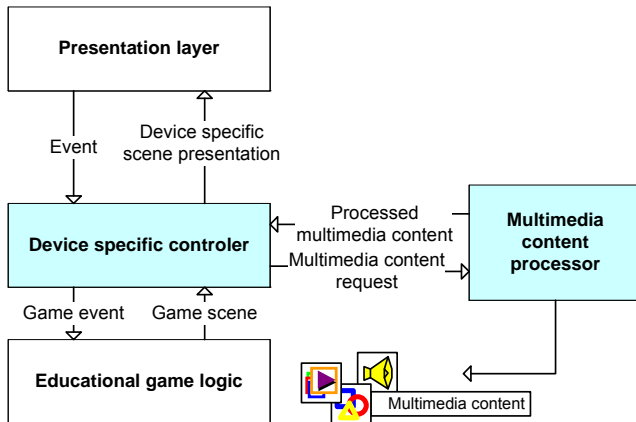 Presentation layer
Event
Device specific
scene presentation
Device specific controler
Processed
multimedia content
Multimedia content
request
Multimedia
content
processor
Game event
Game scene
Educational game logic
Multimedia content